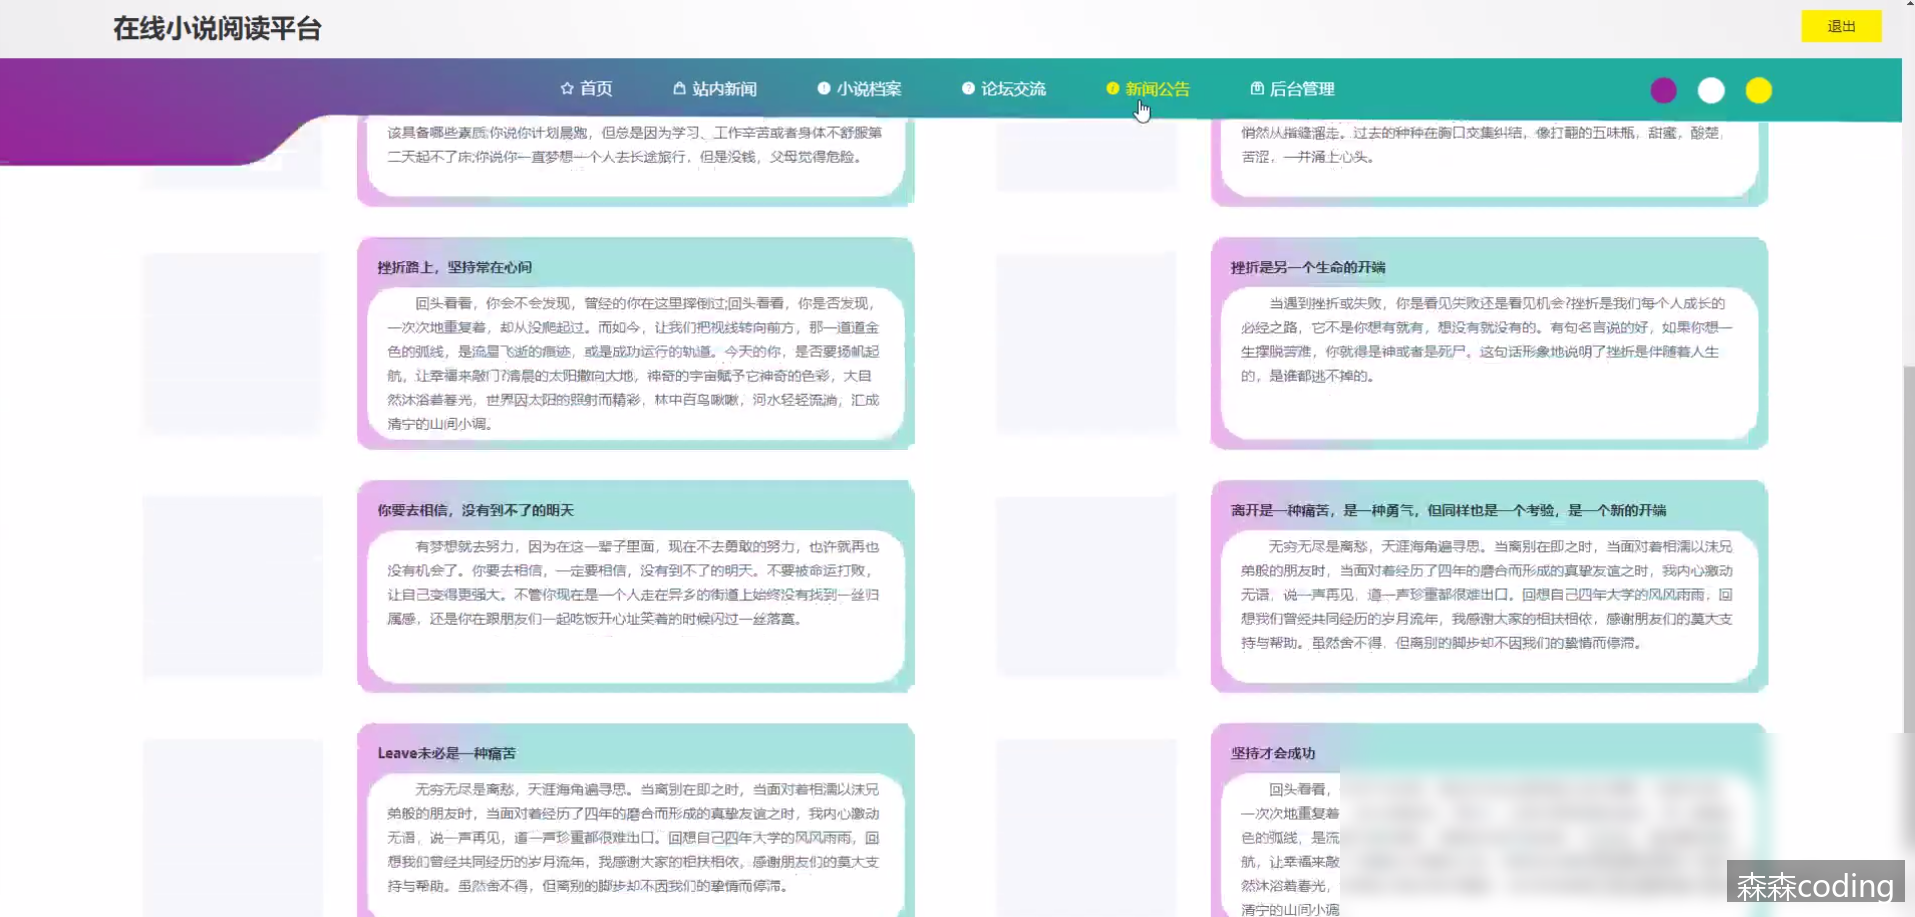 在线小说阅读平台
退出
首页
站内新闻
小说档案
论坛交流
新闻公告
后台管理
该具备哪些素质;你说你计划晨跑，但总是因为学习、工作辛苦或者身体不舒服第
二天起不了床;你说你一直梦想一个人去长途旅行，但是没钱，父母觉得危险。
悄然从指缝溜走。过去的种种在胸口交集纠结，像打翻的五味瓶，甜蜜，酸楚，
苦涩，一并涌上心头。
挫折路上，坚持常在心间
回头看看，你会不会发现，曾经的你在这里摔倒过;回头看看，你是否发现，
一次次地重复着，却从没爬起过。而如今，让我们把视线转向前方，那一道道金
色的弧线，是流星飞逝的痕迹，或是成功运行的轨道。今天的你，是否要扬帆起
航，让幸福来敲门?清晨的太阳撒向大地，神奇的宇宙赋予它神奇的色彩，大自
然沐浴着春光，世界因太阳的照射而精彩，林中百鸟啾啾，河水轻轻流淌，汇成
清宁的山间小调。
挫折是另一个生命的开端
当遇到挫折或失败，你是看见失败还是看见机会?挫折是我们每个人成长的
必经之路，它不是你想有就有，想没有就没有的。有句名言说的好，如果你想一
生摆脱苦难，你就得是神或者是死尸。这句话形象地说明了挫折是伴随着人生
的，是谁都逃不掉的。
你要去相信，没有到不了的明天
有梦想就去努力，因为在这一辈子里面，现在不去勇敢的努力，也许就再也
没有机会了。你要去相信，一定要相信，没有到不了的明天。不要被命运打败，
让自己变得更强大。不管你现在是一个人走在异乡的街道上始终没有找到一丝归
属感，还是你在跟朋友们一起吃饭开心址笑着的时候闪过一丝落寞。
离开是一种痛苦，是一种勇气，但同样也是一个考验，是一个新的开端
无穷无尽是离愁，天涯海角遍寻思。当离别在即之时，当面对着相濡以沫兄
弟般的朋友时，当面对着经历了四年的磨合而形成的真挚友谊之时，我内心激动
无语，说一声再见，道一声珍重都很难出口。回想自己四年大学的风风雨雨，回
想我们曾经共同经历的岁月流年，我感谢大家的相扶相依，感谢朋友们的莫大支
持与帮助。虽然舍不得，但离别的脚步却不因我们的挚情而停滞。
Leave未必是一种痛苦
无穷无尽是离愁，天涯海角遍寻思。当离别在即之时，当面对着相濡以沫兄
弟般的朋友时，当面对着经历了四年的磨合而形成的真挚友谊之时，我内心激动
无语，说一声再见，道一声珍重都很难出口。回想自己四年大学的风风雨雨，回
想我们曾经共同经历的岁月流年，我感谢大家的相扶相依，感谢朋友们的莫大支
持与帮助。虽然舍不得，但离别的脚步却不因我们的挚情而停滞。
坚持才会成功
回头看看，
一次次地重复着
色的弧线，是流
航，让幸福来敲
然沐浴着春光，
清宁的山间小调
森森coding